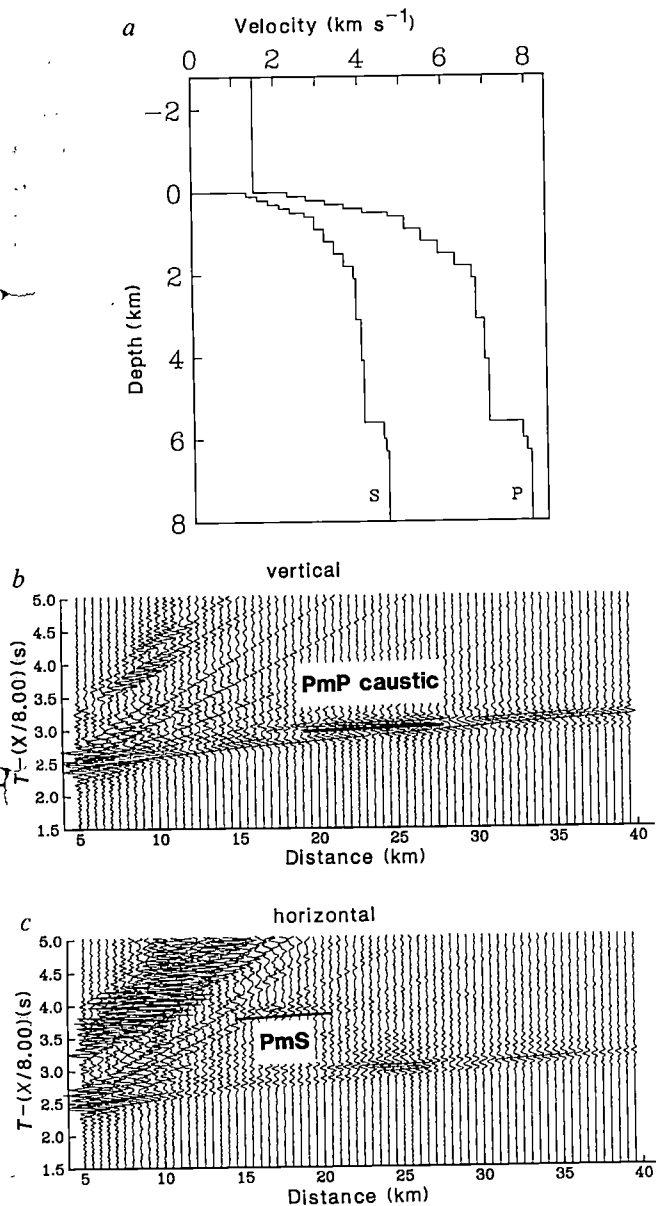 a
Velocity (km s⁻¹)
0 2 4 6 8
-2
0
2
4
6
8
Depth (km)
S
P
b
vertical
5.0
4.5
4.0
3.5
3.0
2.5
2.0
1.5
T-(X/8.00)(s)
PmP caustic
5 10 15 20 25 30 35 40
Distance (km)
c
horizontal
5.0
4.5
4.0
3.5
3.0
2.5
2.0
1.5
T-(X/8.00)(s)
PmS
5 10 15 20 25 30 35 40
Distance (km)